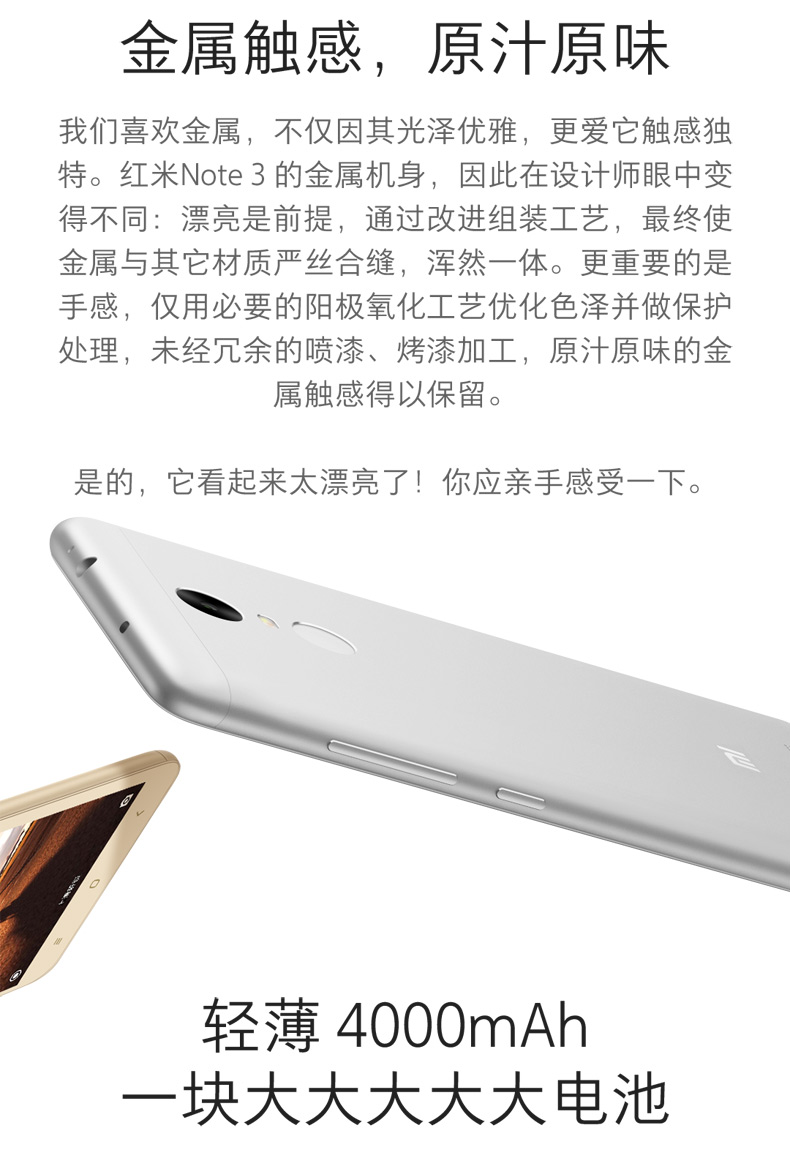 金属触感，原汁原味
我们喜欢金属，不仅因其光泽优雅，更爱它触感独
特。红米Note 3 的金属机身，因此在设计师眼中变
得不同：漂亮是前提，通过改进组装工艺，最终使
金属与其它材质严丝合缝，浑然一体。更重要的是
手感，仅用必要的阳极氧化工艺优化色泽并做保护
处理，未经冗余的喷漆、烤漆加工，原汁原味的金
属触感得以保留。
是的，它看起来太漂亮了！你应亲手感受一下。
轻薄 4000mAh
一块大大大大大电池